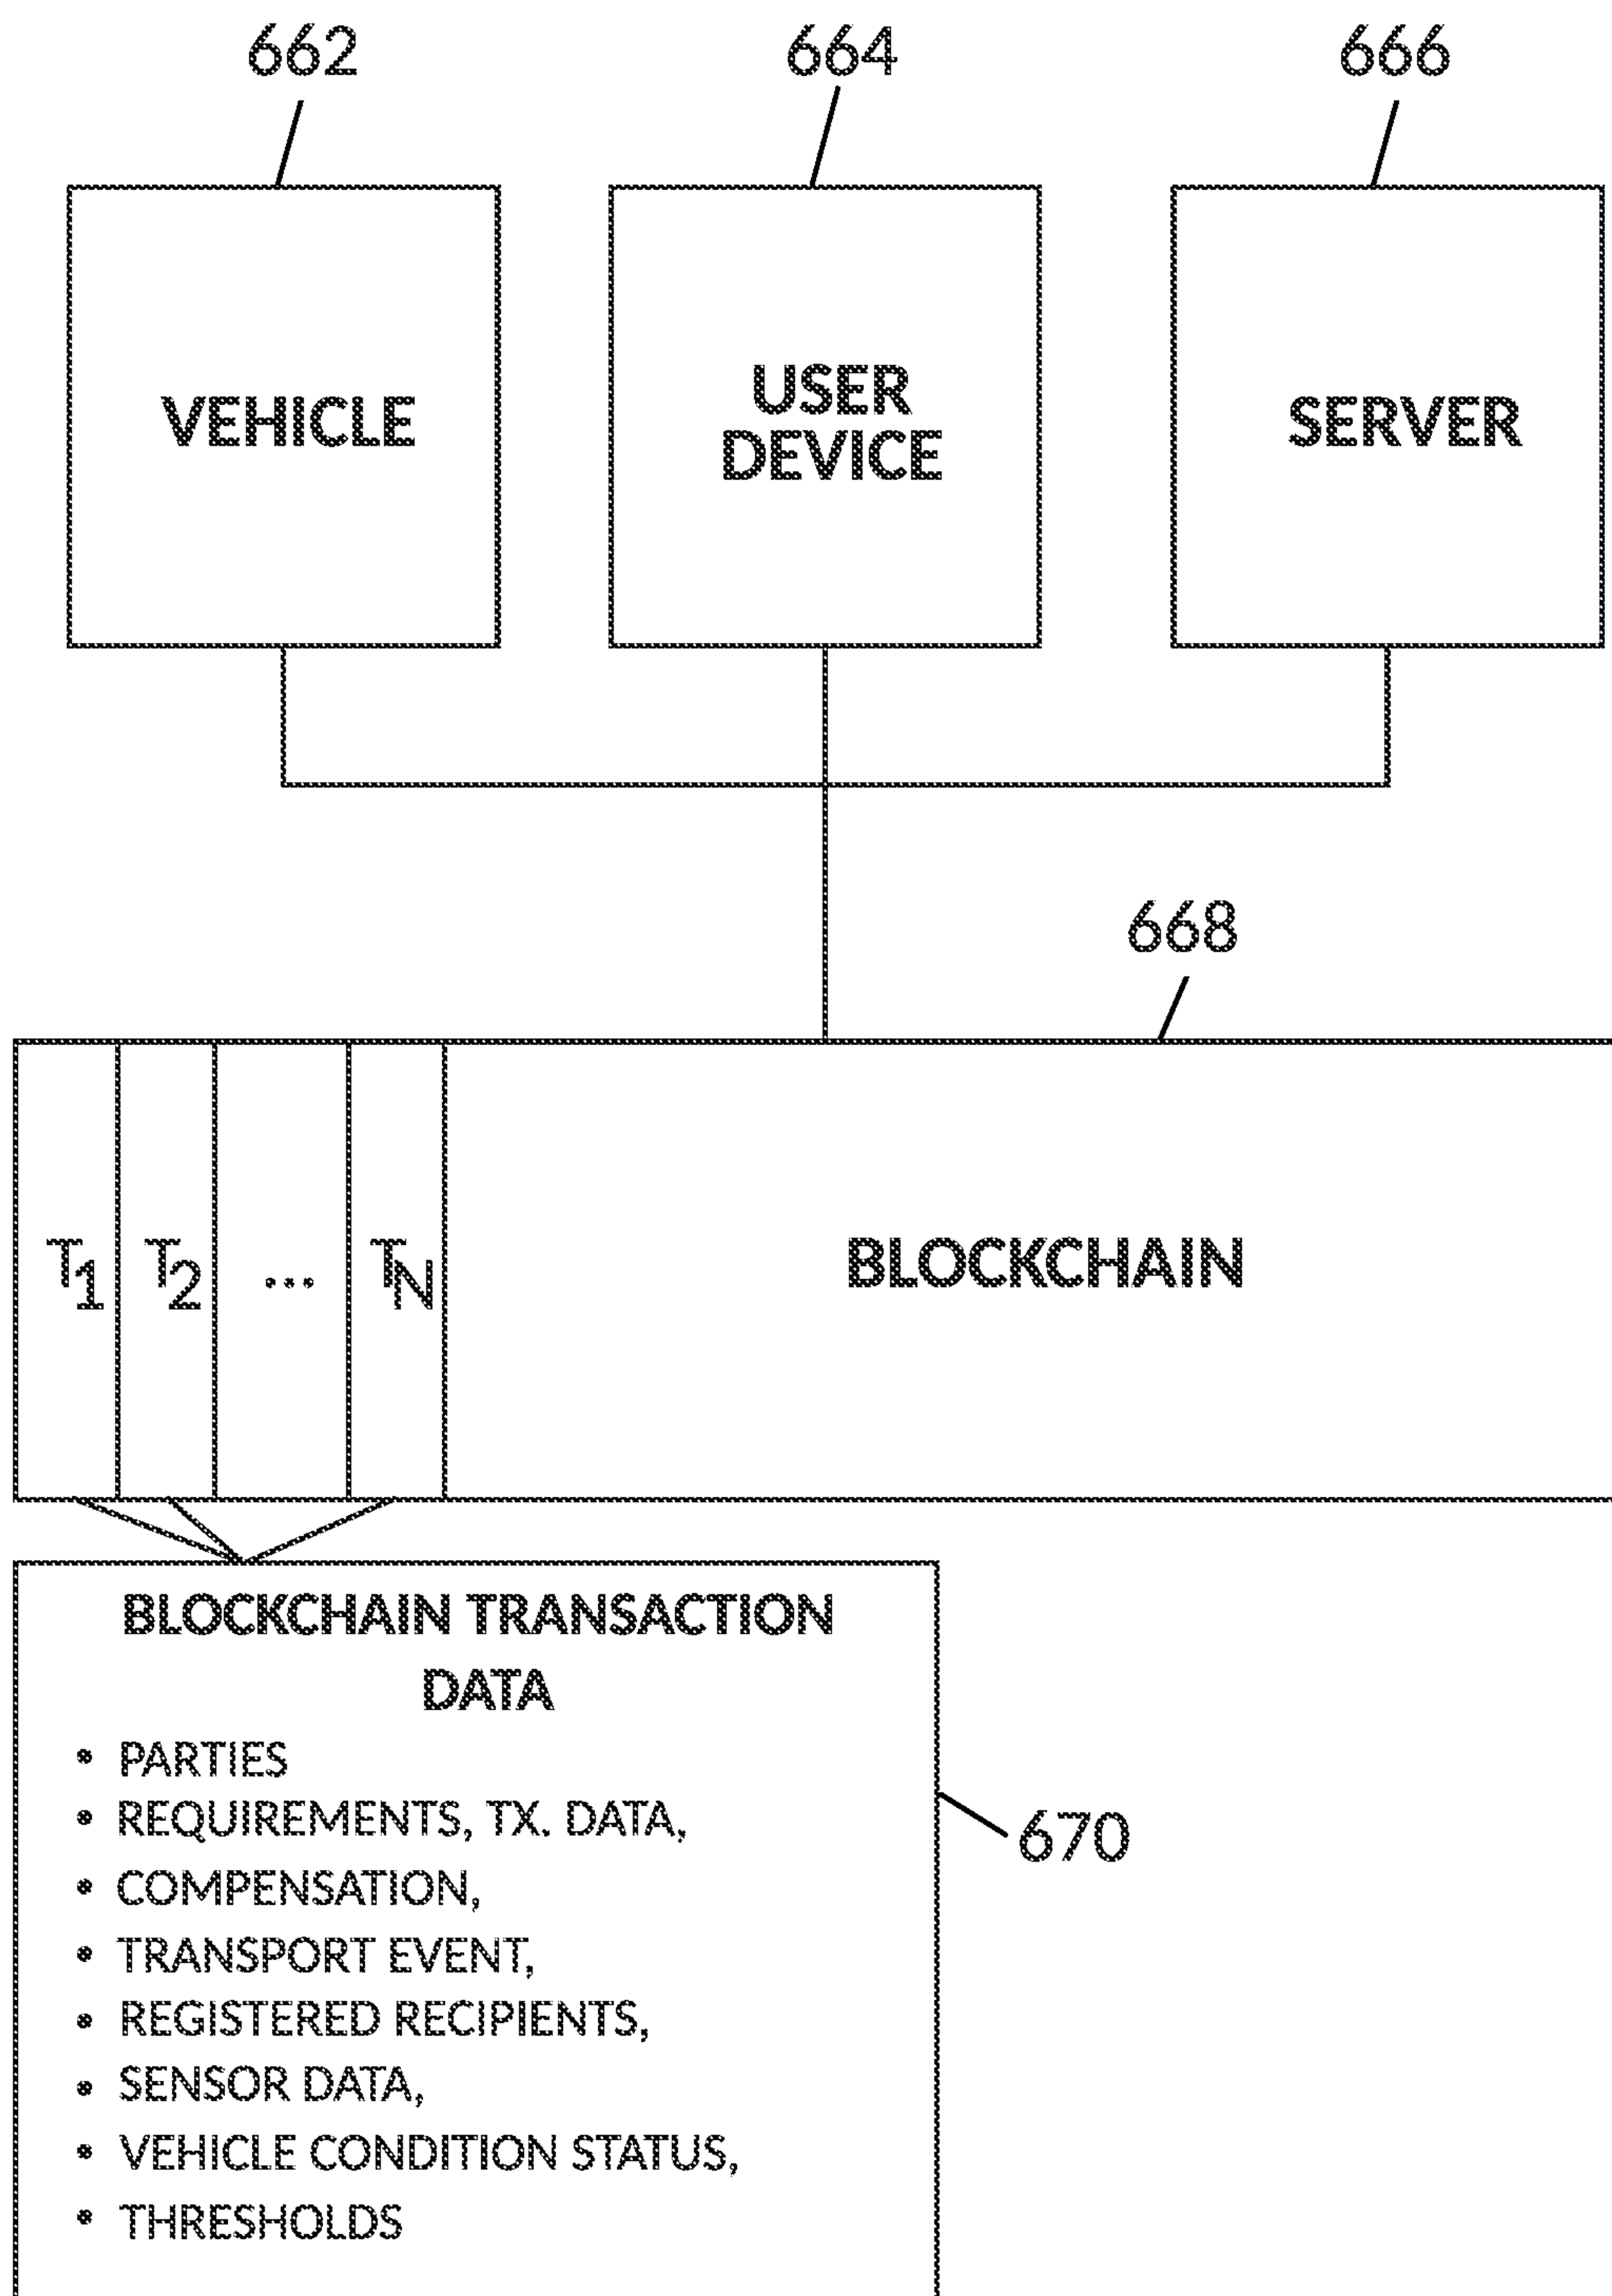 662 664 666
VEHICLE
USER
DEVICE
SERVER
668
T1 T2 ... TN
BLOCKCHAIN
BLOCKCHAIN TRANSACTION
DATA
• PARTIES
• REQUIREMENTS, TX. DATA,
• COMPENSATION,
• TRANSPORT EVENT,
• REGISTERED RECIPIENTS,
• SENSOR DATA,
• VEHICLE CONDITION STATUS,
• THRESHOLDS
670